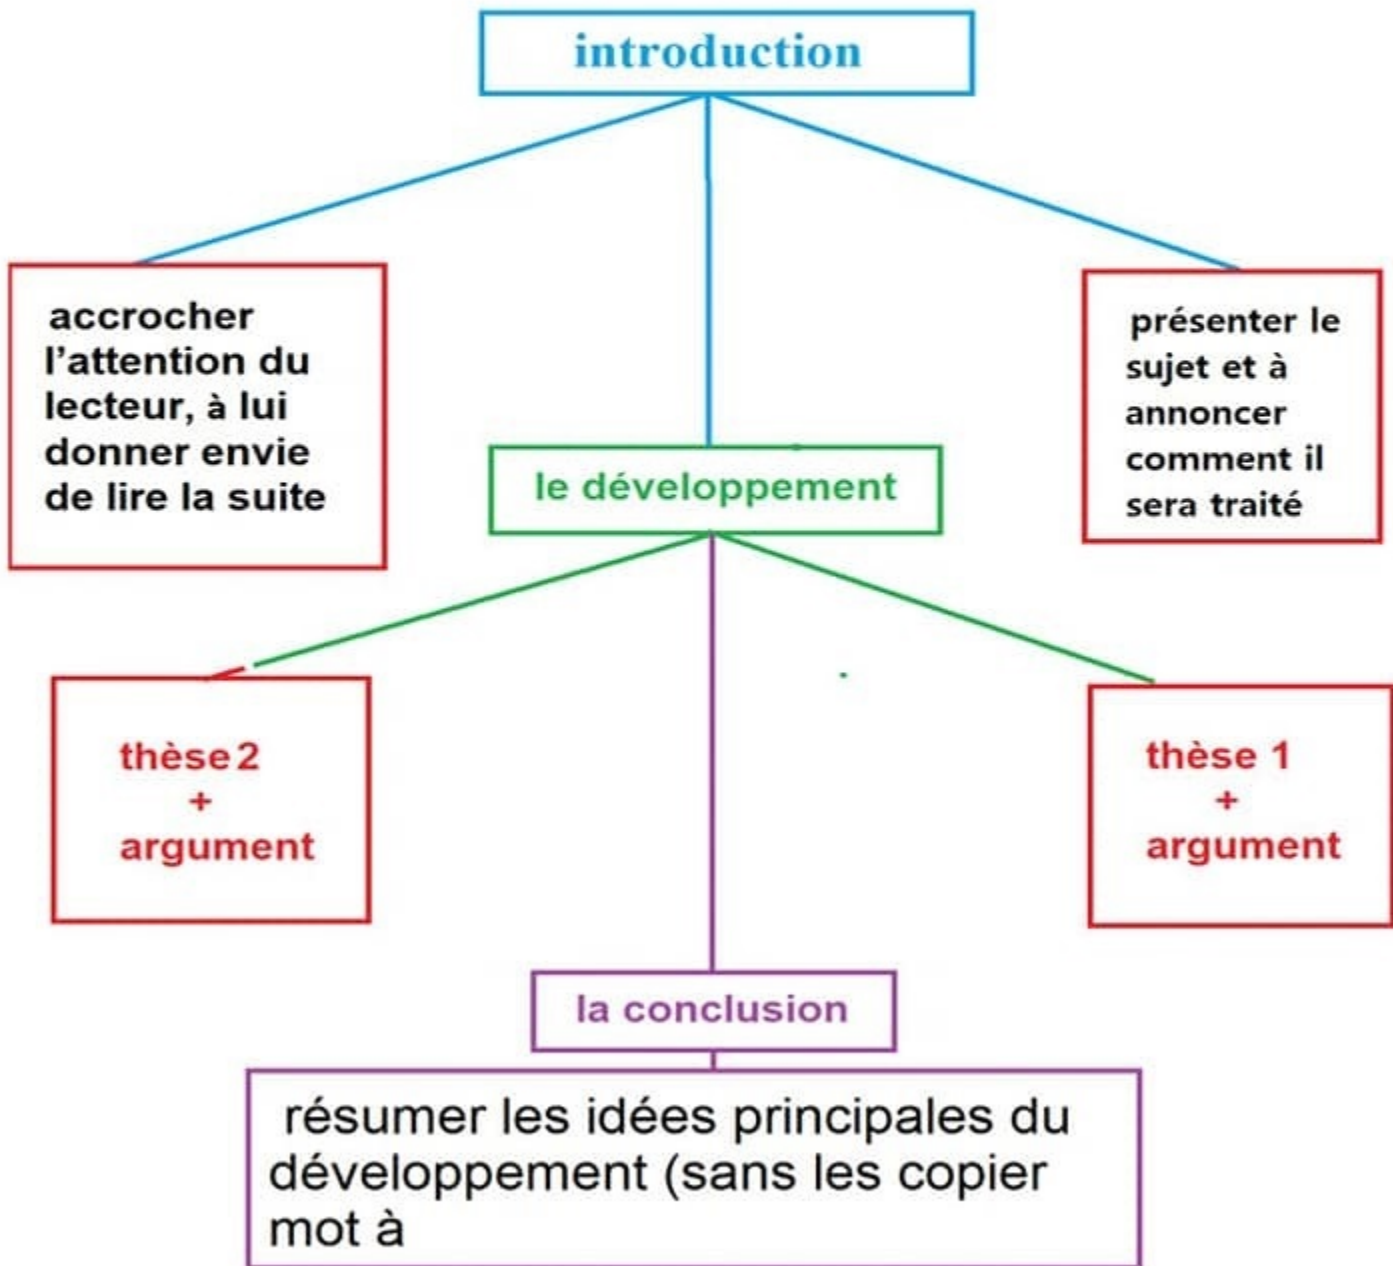 introduction
accrocher
l'attention du
lecteur, à lui
donner envie
de lire la suite
présenter le
sujet et à
annoncer
comment il
sera traité
le développement
thèse 2
+
argument
thèse 1
+
argument
la conclusion
résumer les idées principales du
développement (sans les copier
mot à